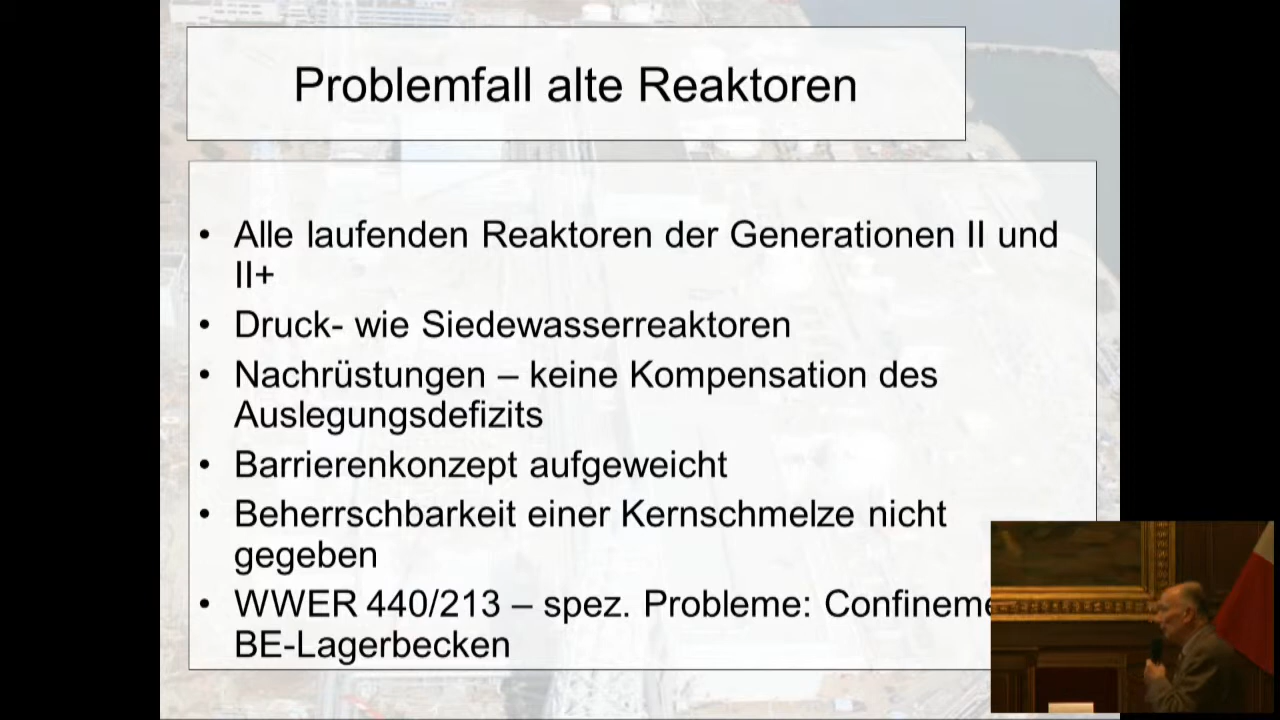 Problemfall alte Reaktoren
• Alle laufenden Reaktoren der Generationen II und
II+
• Druck- wie Siedewasserreaktoren
• Nachrüstungen – keine Kompensation des
Auslegungsdefizits
• Barrierenkonzept aufgeweicht
• Beherrschbarkeit einer Kernschmelze nicht
gegeben
• WWER 440/213 – spez. Probleme:
BE-Lagerbecken